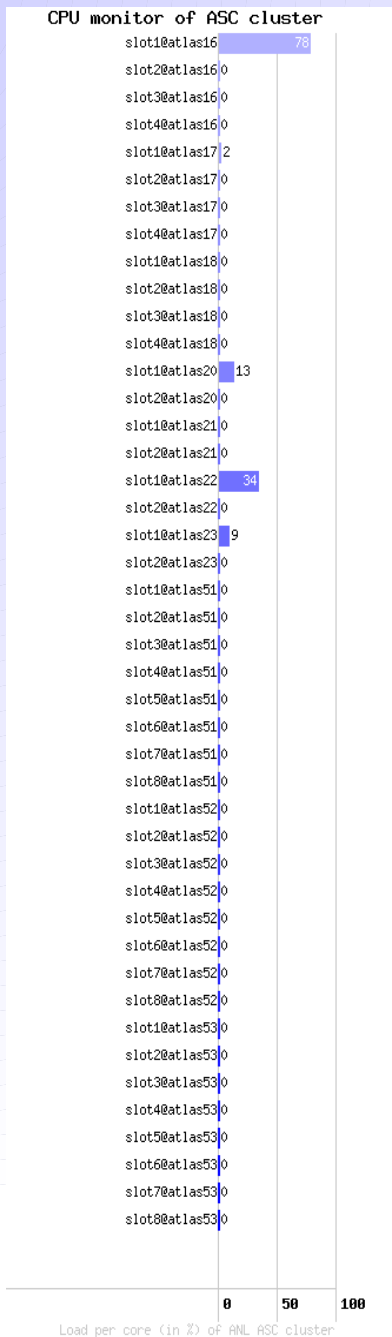 CPU monitor of ASC cluster
slot1@atlas16 78
slot2@atlas16 0
slot3@atlas16 0
slot4@atlas16 0
slot1@atlas17 2
slot2@atlas17 0
slot3@atlas17 0
slot4@atlas17 0
slot1@atlas18 0
slot2@atlas18 0
slot3@atlas18 0
slot4@atlas18 0
slot1@atlas20 13
slot2@atlas20 0
slot1@atlas21 0
slot2@atlas21 0
slot1@atlas22 34
slot2@atlas22 0
slot1@atlas23 9
slot2@atlas23 0
slot1@atlas51 0
slot2@atlas51 0
slot3@atlas51 0
slot4@atlas51 0
slot5@atlas51 0
slot6@atlas51 0
slot7@atlas51 0
slot8@atlas51 0
slot1@atlas52 0
slot2@atlas52 0
slot3@atlas52 0
slot4@atlas52 0
slot5@atlas52 0
slot6@atlas52 0
slot7@atlas52 0
slot8@atlas52 0
slot1@atlas53 0
slot2@atlas53 0
slot3@atlas53 0
slot4@atlas53 0
slot5@atlas53 0
slot6@atlas53 0
slot7@atlas53 0
slot8@atlas53 0
0 50 100
Load per core (in %) of ANL ASC cluster